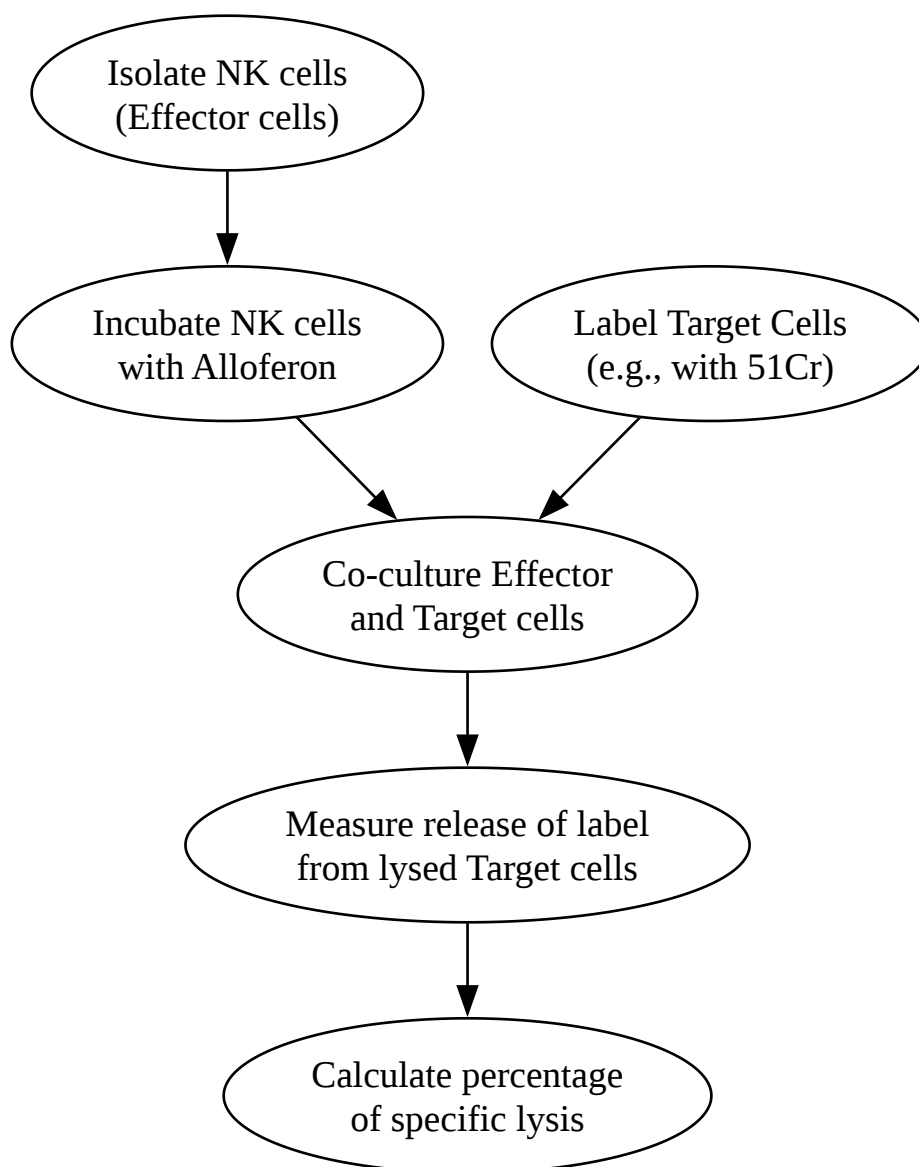 Isolate NK cells
(Effector cells)
Incubate NK cells
with Alloferon
Label Target Cells
(e.g., with 51Cr)
Co-culture Effector
and Target cells
Measure release of label
from lysed Target cells
Calculate percentage
of specific lysis